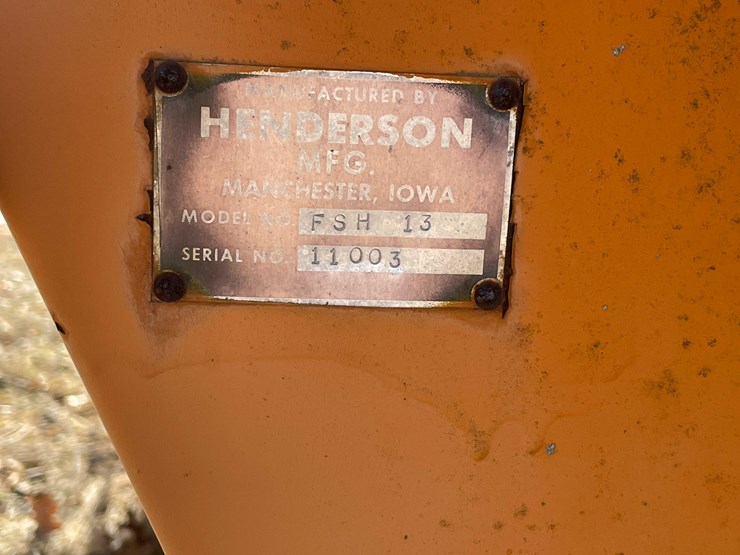 MANUFACTURED BY
HENDERSON
MFG.
MANCHESTER, IOWA
MODEL NO. FSH 13
SERIAL NO. 11003